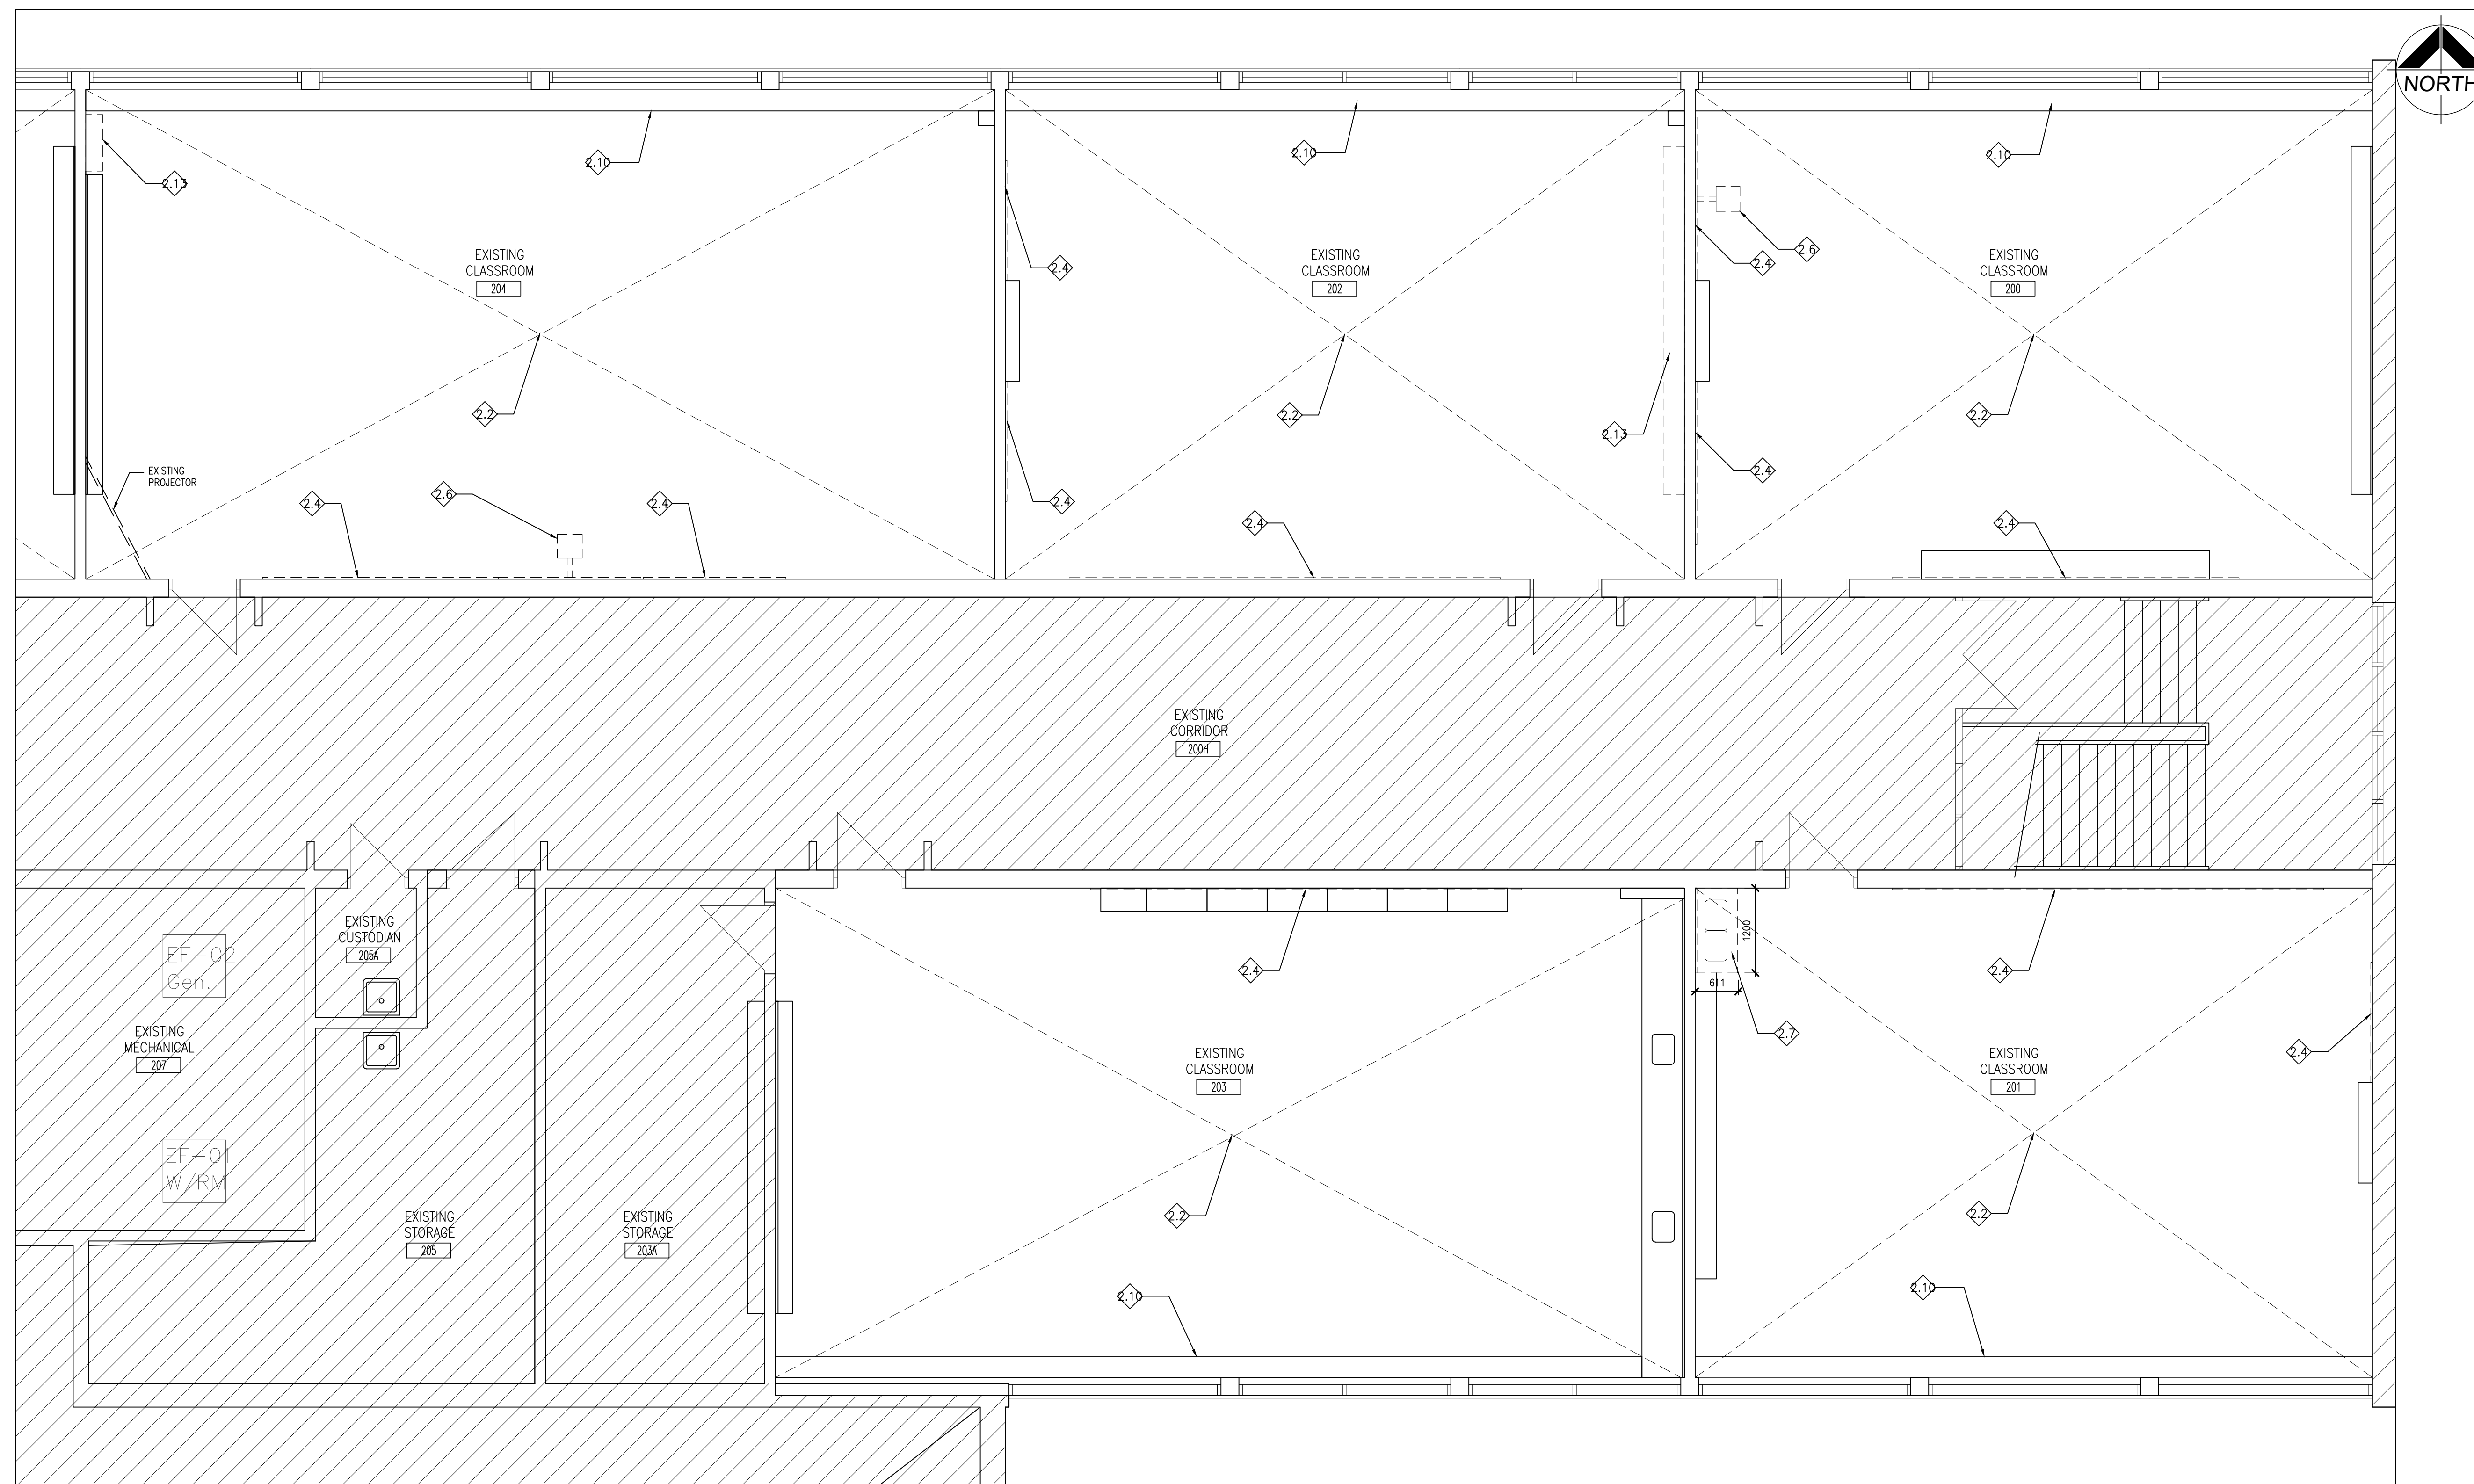 NORTH
2.10
2.10
2.10
2.13
2.6
2.4
2.4
EXISTING
CLASSROOM
204
EXISTING
CLASSROOM
202
EXISTING
CLASSROOM
200
2.2
2.2
2.2
2.13
EXISTING
PROJECTOR
2.4
2.6
2.4
2.4
2.4
2.4
2.4
EXISTING
CORRIDOR
200H
EXISTING
CUSTODIAN
205A
EF-02
Gen.
EXISTING
MECHANICAL
207
EF-01
W/RM
EXISTING
STORAGE
205
EXISTING
STORAGE
203A
2.4
1200
611
2.7
2.4
2.4
EXISTING
CLASSROOM
203
EXISTING
CLASSROOM
201
2.2
2.2
2.10
2.10